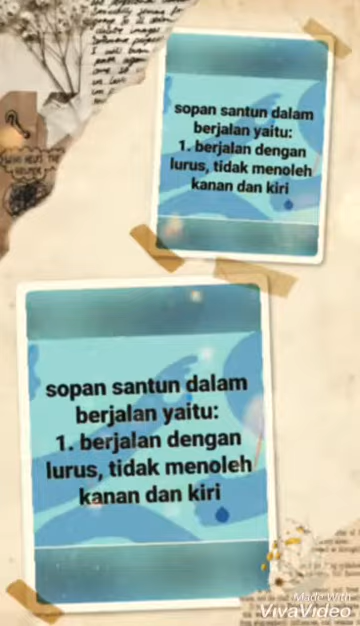 sopan santun dalam
berjalan yaitu:
1. berjalan dengan
lurus, tidak menoleh
kanan dan kiri
sopan santun dalam
berjalan yaitu:
1. berjalan dengan
lurus, tidak menoleh
kanan dan kiri
Made With
VivaVideo